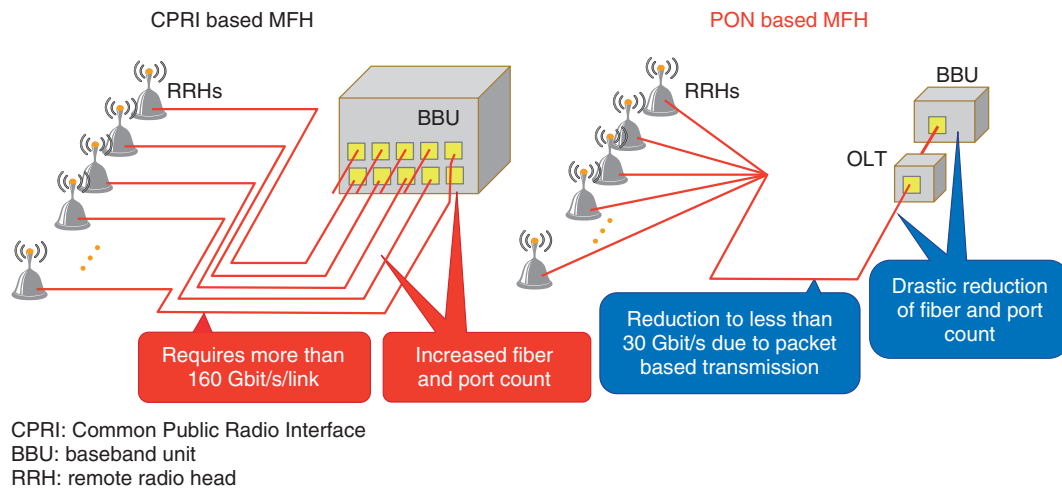 CPRI based MFH
PON based MFH
RRHs
BBU
RRHs
BBU
OLT
Requires more than
160 Gbit/s/link
Increased fiber
and port count
Reduction to less than
30 Gbit/s due to packet
based transmission
Drastic reduction
of fiber and port
count
CPRI: Common Public Radio Interface
BBU: baseband unit
RRH: remote radio head